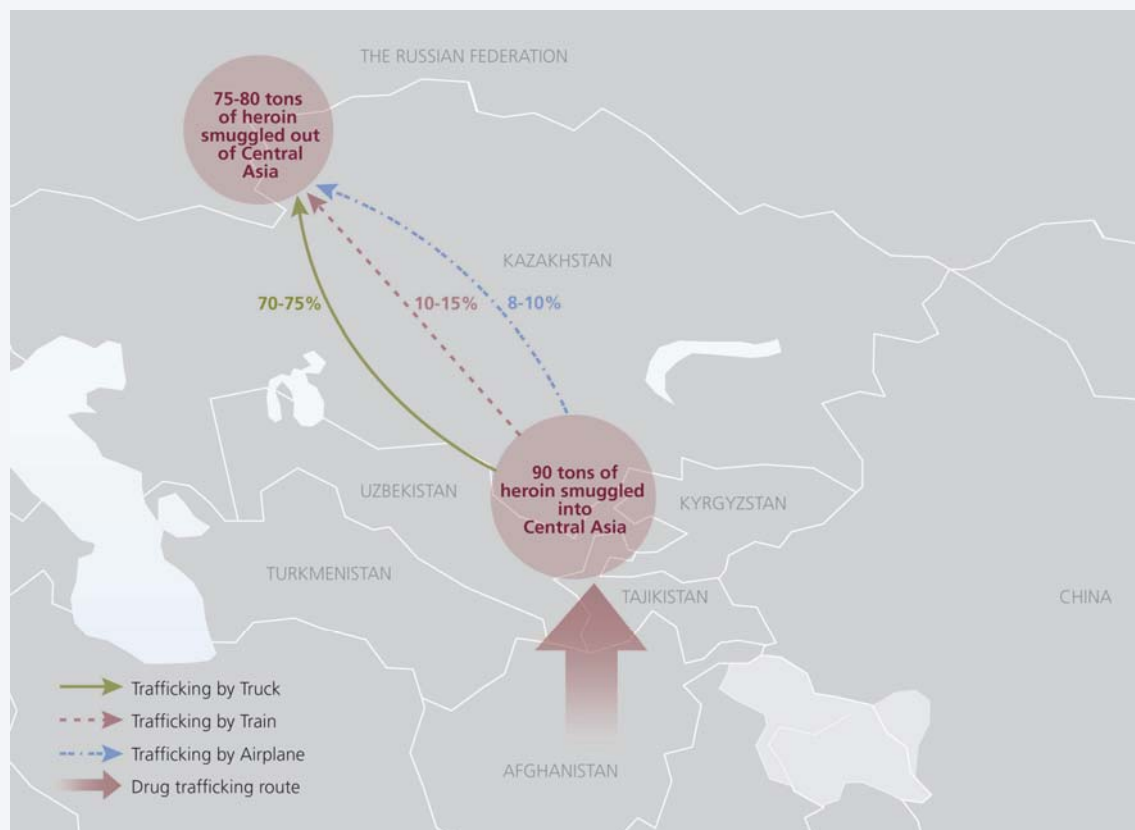 THE RUSSIAN FEDERATION
75-80 tons
of heroin
smuggled out
of Central
Asia
KAZAKHSTAN
70-75%
10-15%
8-10%
90 tons of
heroin smuggled
into
Central Asia
UZBEKISTAN
KYRGYZSTAN
TURKMENISTAN
TAJIKISTAN
CHINA
Trafficking by Truck
Trafficking by Train
Trafficking by Airplane
Drug trafficking route
AFGHANISTAN